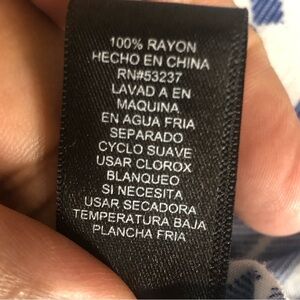 100% RAYON
HECHO EN CHINA
RN#53237
LAVAD A EN
MAQUINA
EN AGUA FRIA
SEPARADO
CYCLO SUAVE
USAR CLOROX
BLANQUEO
SI NECESITA
USAR SECADORA
TEMPERATURA BAJA
PLANCHA FRIA